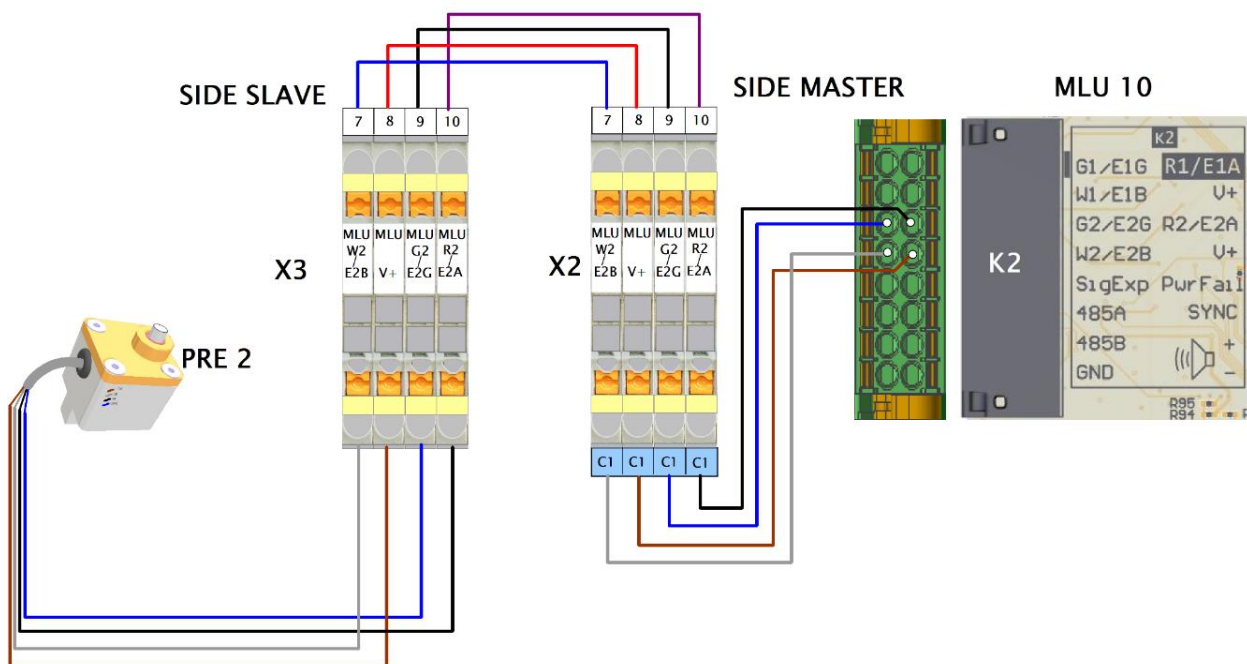 SIDE SLAVE
SIDE MASTER
MLU 10
7 8 9 10
7 8 9 10
X3
MLU MLU MLU MLU
W2 G2 R2
/ / /
E2B V+ E2G E2A
X2
MLU MLU MLU MLU
W2 G2 R2
/ / /
E2B V+ E2G E2A
C1 C1 C1 C1
K2
K2
G1/E1G R1/E1A
W1/E1B V+
G2/E2G R2/E2A
W2/E2B V+
SigExp PwrFail
485A SYNC
485B +
GND -
R95
R94
PRE 2